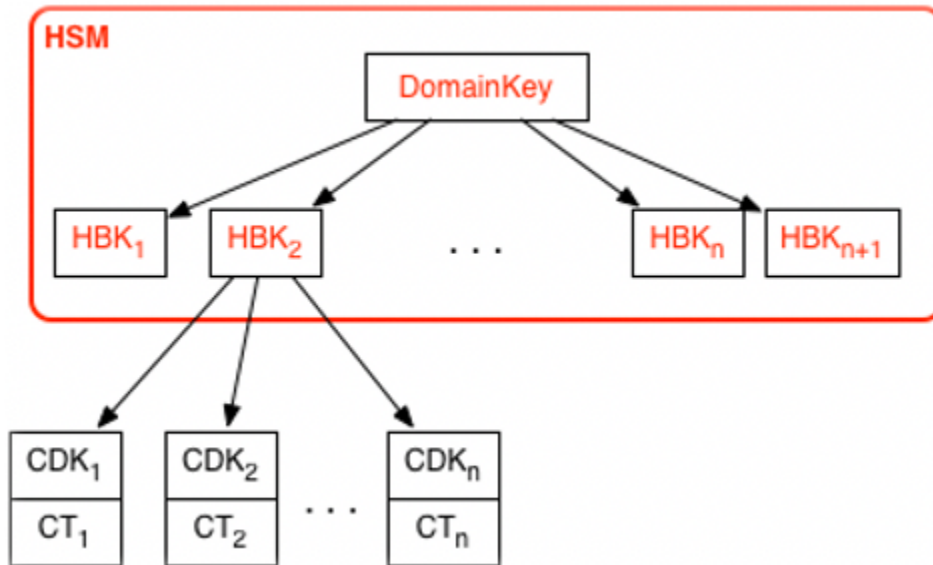 HSM
DomainKey
HBK₁ HBK₂ . . . HBKₙ HBKₙ₊₁
CDK₁ CDK₂ CDKₙ
. . .
CT₁ CT₂ CTₙ